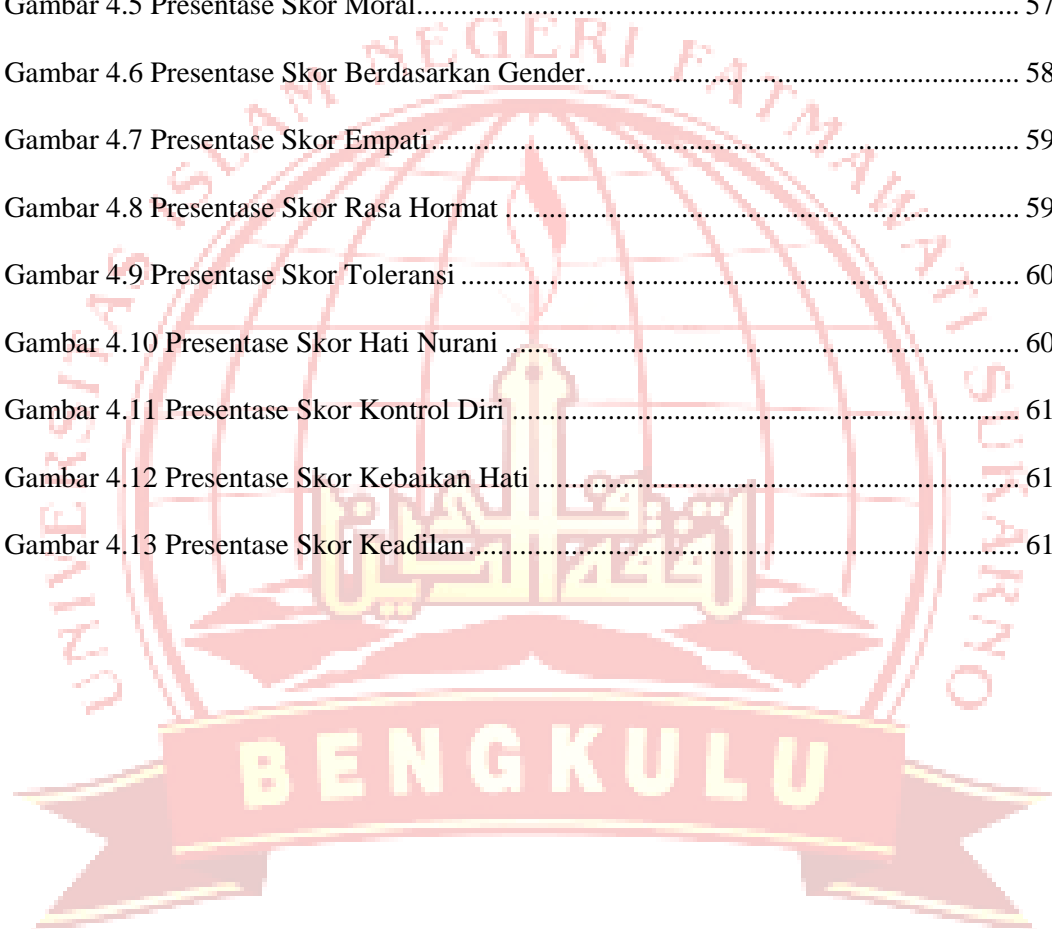 Gambar 4.5 Presentase Skor Moral........................................................................... 57
Gambar 4.6 Presentase Skor Berdasarkan Gender.................................................... 58
Gambar 4.7 Presentase Skor Empati......................................................................... 59
Gambar 4.8 Presentase Skor Rasa Hormat ............................................................... 59
Gambar 4.9 Presentase Skor Toleransi ..................................................................... 60
Gambar 4.10 Presentase Skor Hati Nurani ............................................................... 60
Gambar 4.11 Presentase Skor Kontrol Diri .............................................................. 61
Gambar 4.12 Presentase Skor Kebaikan Hati ........................................................... 61
Gambar 4.13 Presentase Skor Keadilan .................................................................... 61
UNIVERSITAS ISLAM NEGERI FATMAWATI SUKARNO
BENGKULU